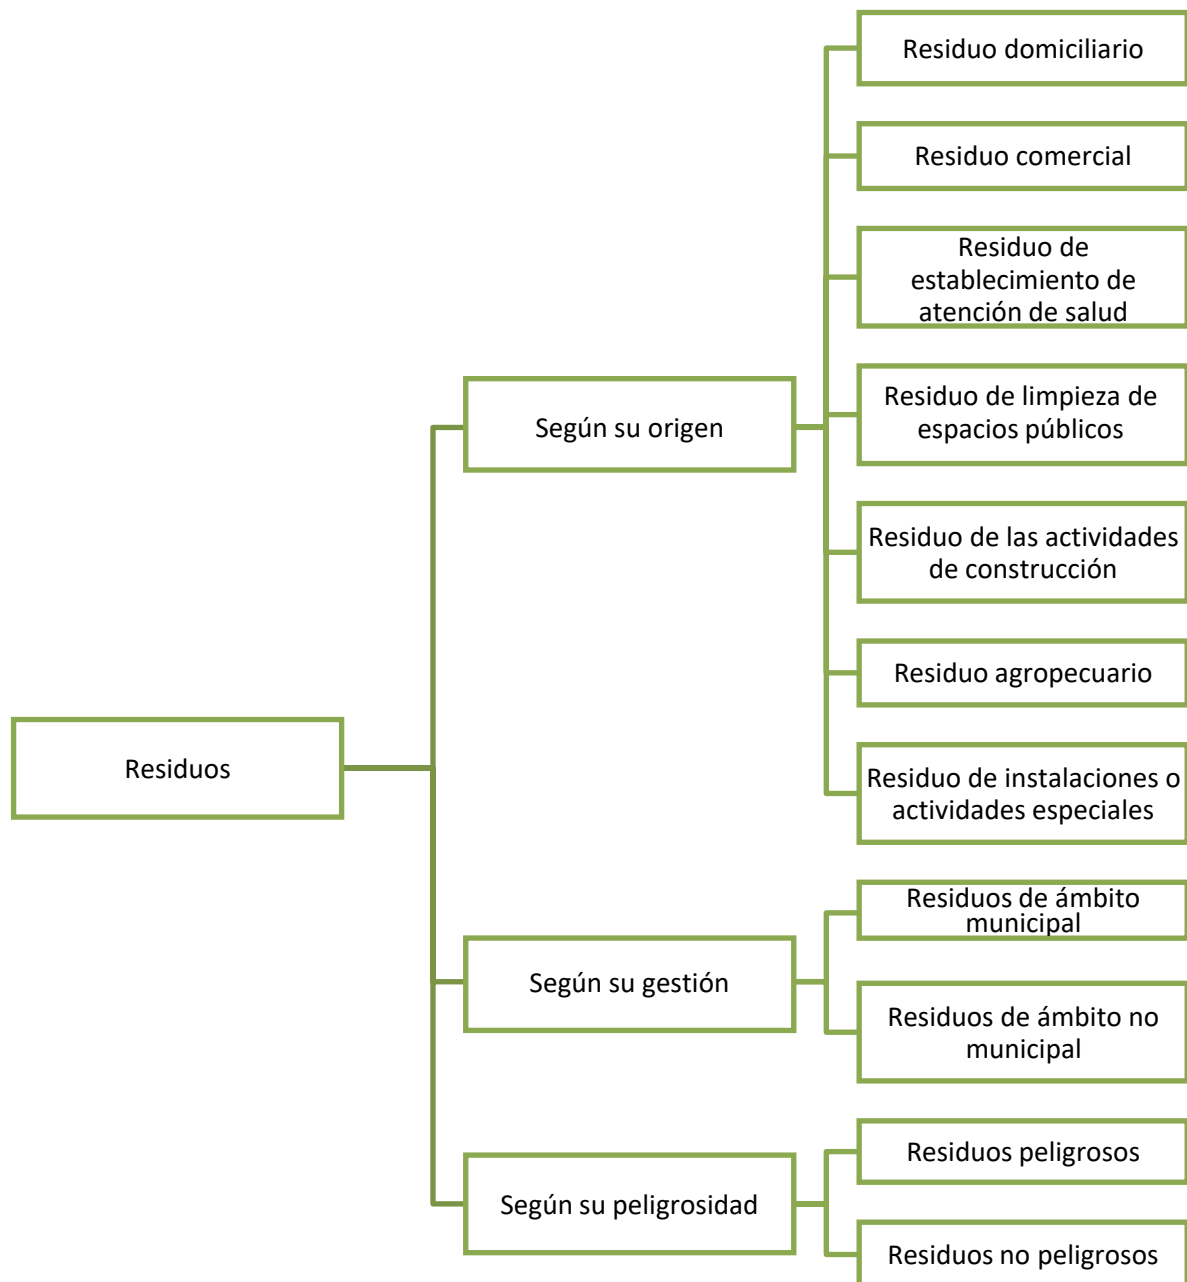 Residuos
Según su origen
Residuo domiciliario
Residuo comercial
Residuo de
establecimiento de
atención de salud
Residuo de limpieza de
espacios públicos
Residuo de las actividades
de construcción
Residuo agropecuario
Residuo de instalaciones o
actividades especiales
Según su gestión
Residuos de ámbito
municipal
Residuos de ámbito no
municipal
Según su peligrosidad
Residuos peligrosos
Residuos no peligrosos